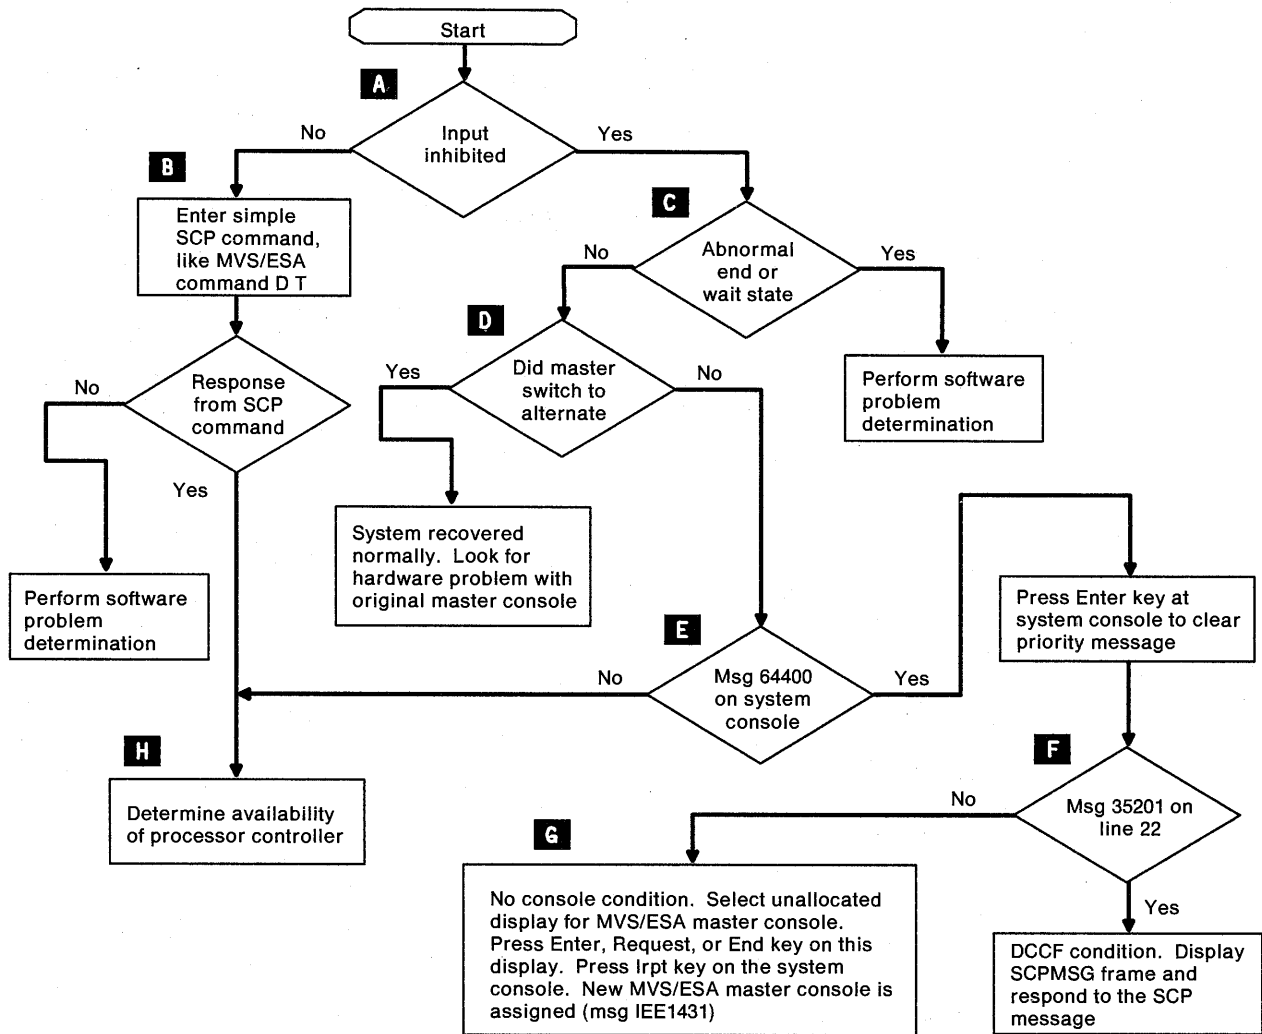 Start
A
Input
inhibited
No
Yes
B
Enter simple
SCP command,
like MVS/ESA
command D T
C
Abnormal
end or
wait state
No
Yes
D
Did master
switch to
alternate
Yes
No
Perform software
problem
determination
Response
from SCP
command
No
Yes
System recovered
normally. Look for
hardware problem with
original master console
Perform software
problem
determination
E
Msg 64400
on system
console
No
Yes
Press Enter key at
system console to clear
priority message
H
Determine availability
of processor controller
F
Msg 35201 on
line 22
No
Yes
G
No console condition. Select unallocated
display for MVS/ESA master console.
Press Enter, Request, or End key on this
display. Press Irpt key on the system
console. New MVS/ESA master console is
assigned (msg IEE1431)
DCCF condition. Display
SCPMSG frame and
respond to the SCP
message